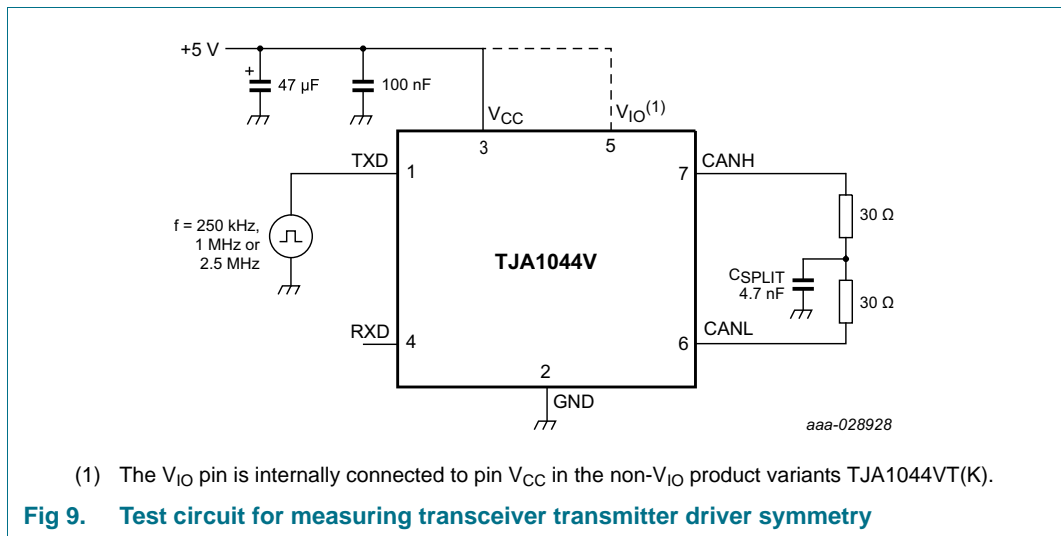 +5 V
+
47 µF
100 nF
VCC
VIO(1)
3
5
TXD
1
7
CANH
30 Ω
f = 250 kHz,
1 MHz or
2.5 MHz
TJA1044V
CSPLIT
4.7 nF
30 Ω
RXD
4
6
CANL
2
GND
aaa-028928
(1) The VIO pin is internally connected to pin VCC in the non-VIO product variants TJA1044VT(K).
Fig 9. Test circuit for measuring transceiver transmitter driver symmetry